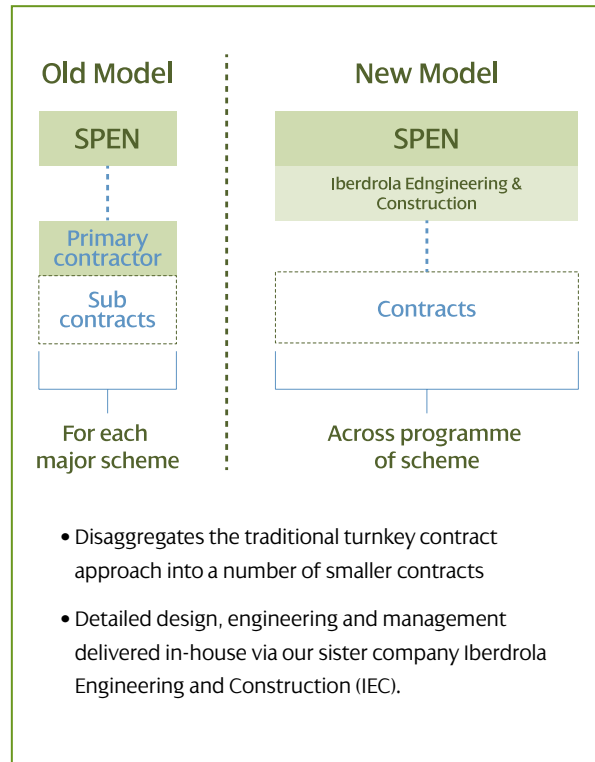 Old Model
New Model
SPEN
SPEN
Iberdrola Edngineering &
Construction
Primary
contractor
Sub
contracts
Contracts
For each
major scheme
Across programme
of scheme
• Disaggregates the traditional turnkey contract
approach into a number of smaller contracts
• Detailed design, engineering and management
delivered in-house via our sister company Iberdrola
Engineering and Construction (IEC).